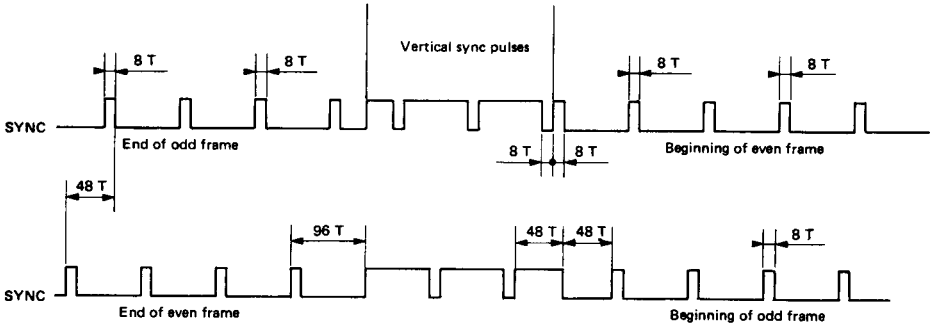 Vertical sync pulses
8 T
8 T
8 T
8 T
SYNC
End of odd frame
Beginning of even frame
8 T
8 T
48 T
96 T
48 T
48 T
8 T
SYNC
End of even frame
Beginning of odd frame